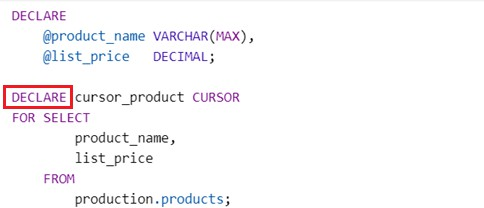 DECLARE
    @product_name VARCHAR(MAX),
    @list_price   DECIMAL;
DECLARE cursor_product CURSOR
FOR SELECT
        product_name,
        list_price
    FROM
        production.products;